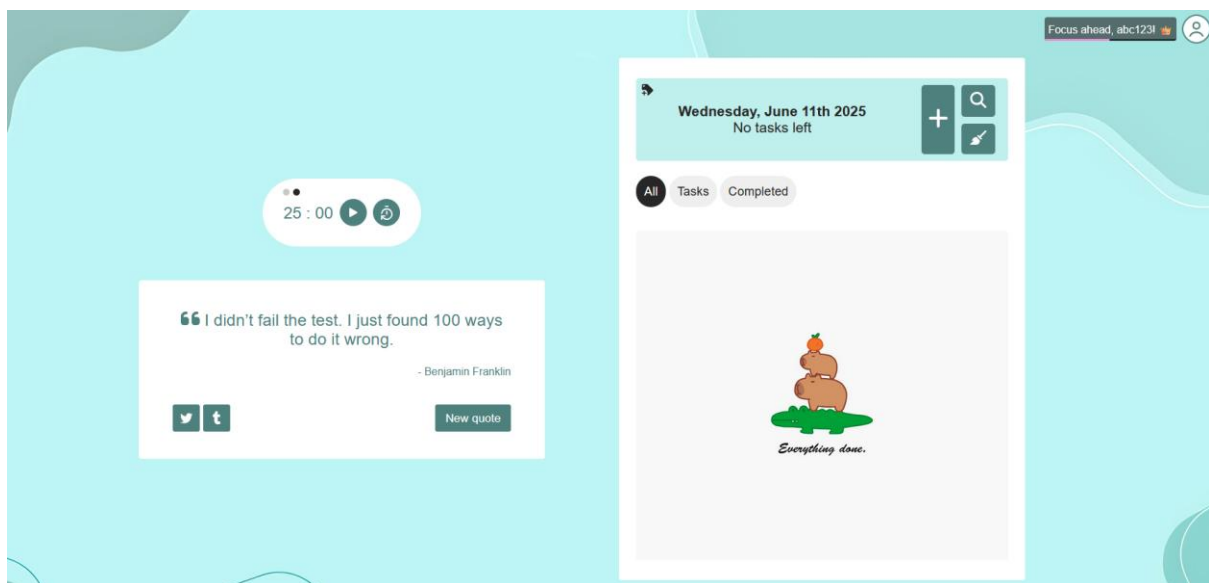 Focus ahead, abc123!
Wednesday, June 11th 2025
No tasks left
All
Tasks
Completed
25 : 00
I didn't fail the test. I just found 100 ways
to do it wrong.
- Benjamin Franklin
New quote
Everything done.